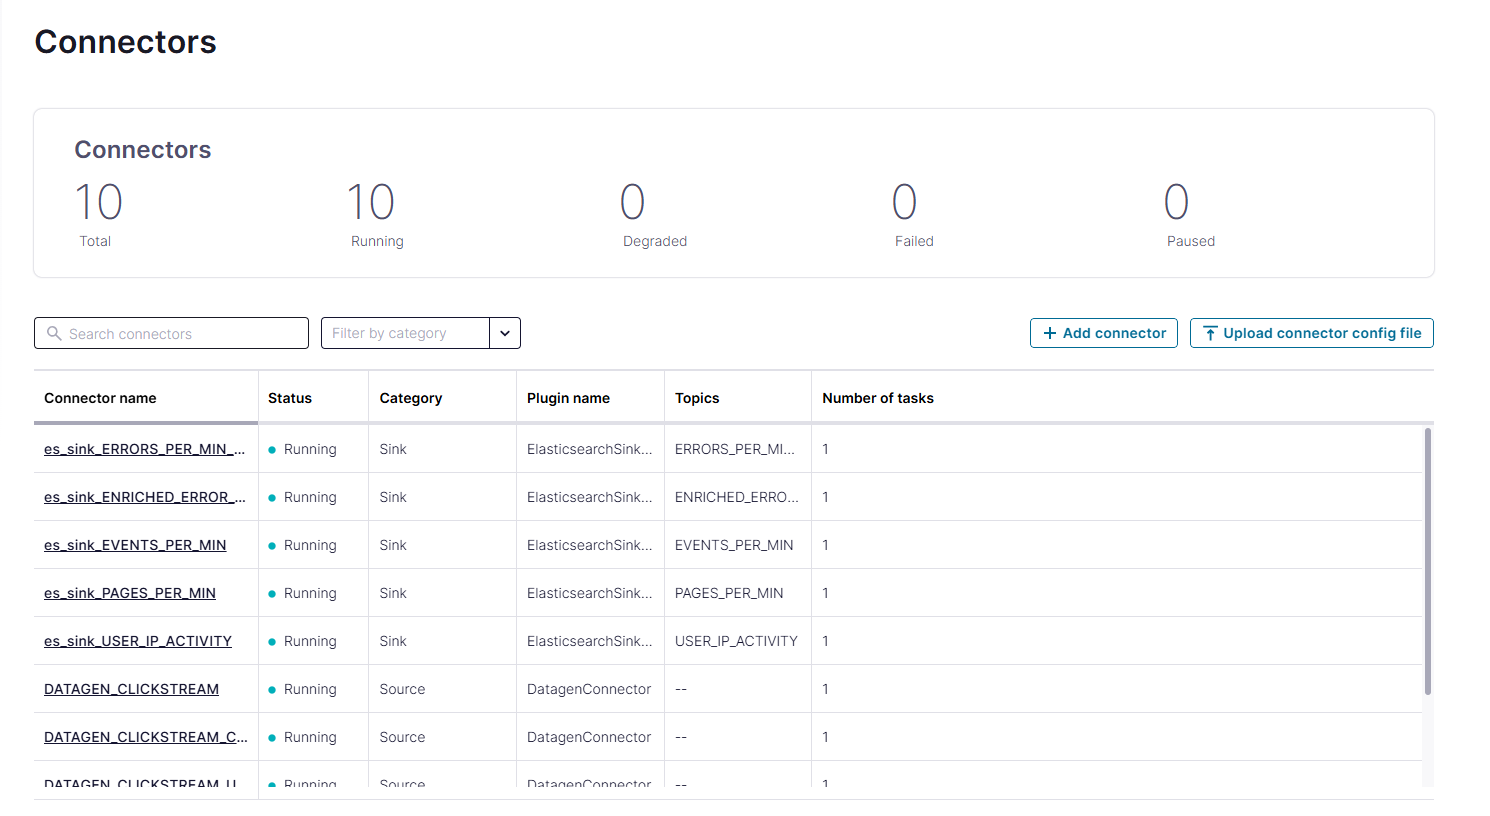 Connectors
Connectors
10 10 0 0 0
Total Running Degraded Failed Paused
Search connectors Filter by category + Add connector Upload connector config file
Connector name Status Category Plugin name Topics Number of tasks
es_sink_ERRORS_PER_MIN_... Running Sink ElasticsearchSink... ERRORS_PER_MI... 1
es_sink_ENRICHED_ERROR_... Running Sink ElasticsearchSink... ENRICHED_ERRO... 1
es_sink_EVENTS_PER_MIN Running Sink ElasticsearchSink... EVENTS_PER_MIN 1
es_sink_PAGES_PER_MIN Running Sink ElasticsearchSink... PAGES_PER_MIN 1
es_sink_USER_IP_ACTIVITY Running Sink ElasticsearchSink... USER_IP_ACTIVITY 1
DATAGEN_CLICKSTREAM Running Source DatagenConnector -- 1
DATAGEN_CLICKSTREAM_C... Running Source DatagenConnector -- 1
DATAGEN_CLICKSTREAM_U Running Source DatagenConnector -- 1